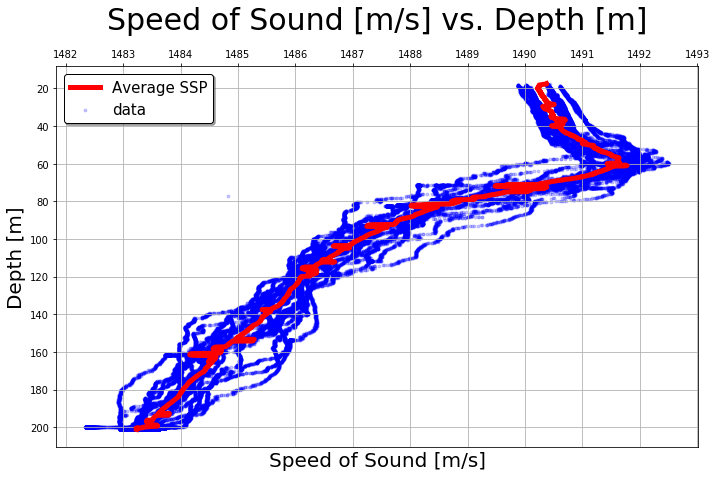 Speed of Sound [m/s] vs. Depth [m]
1482 1483 1484 1485 1486 1487 1488 1489 1490 1491 1492 1493
Average SSP
data
20
40
60
80
100
120
140
160
180
200
Depth [m]
Speed of Sound [m/s]